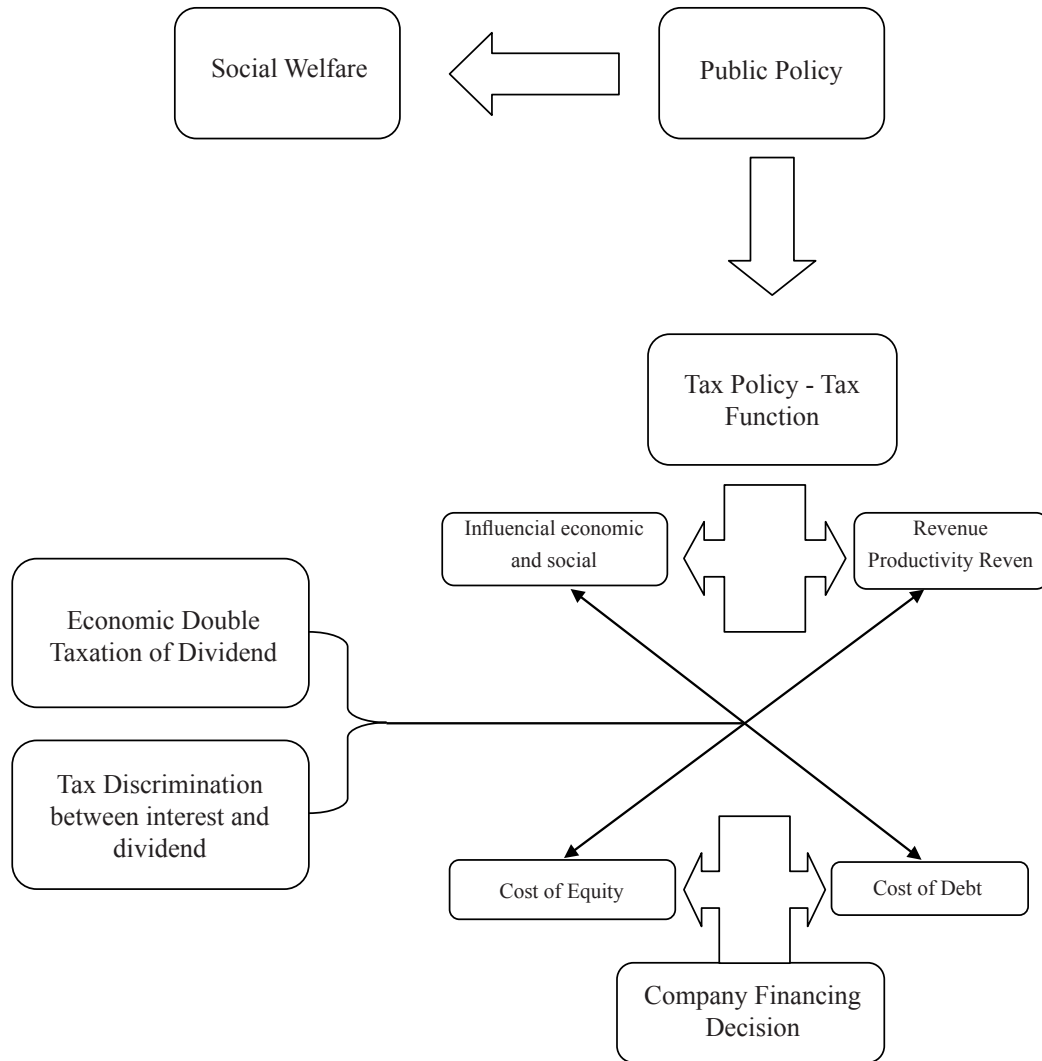 Social Welfare
Public Policy
Tax Policy - Tax
Function
Influencial economic
and social
Revenue
Productivity Reven
Economic Double
Taxation of Dividend
Tax Discrimination
between interest and
dividend
Cost of Equity
Cost of Debt
Company Financing
Decision